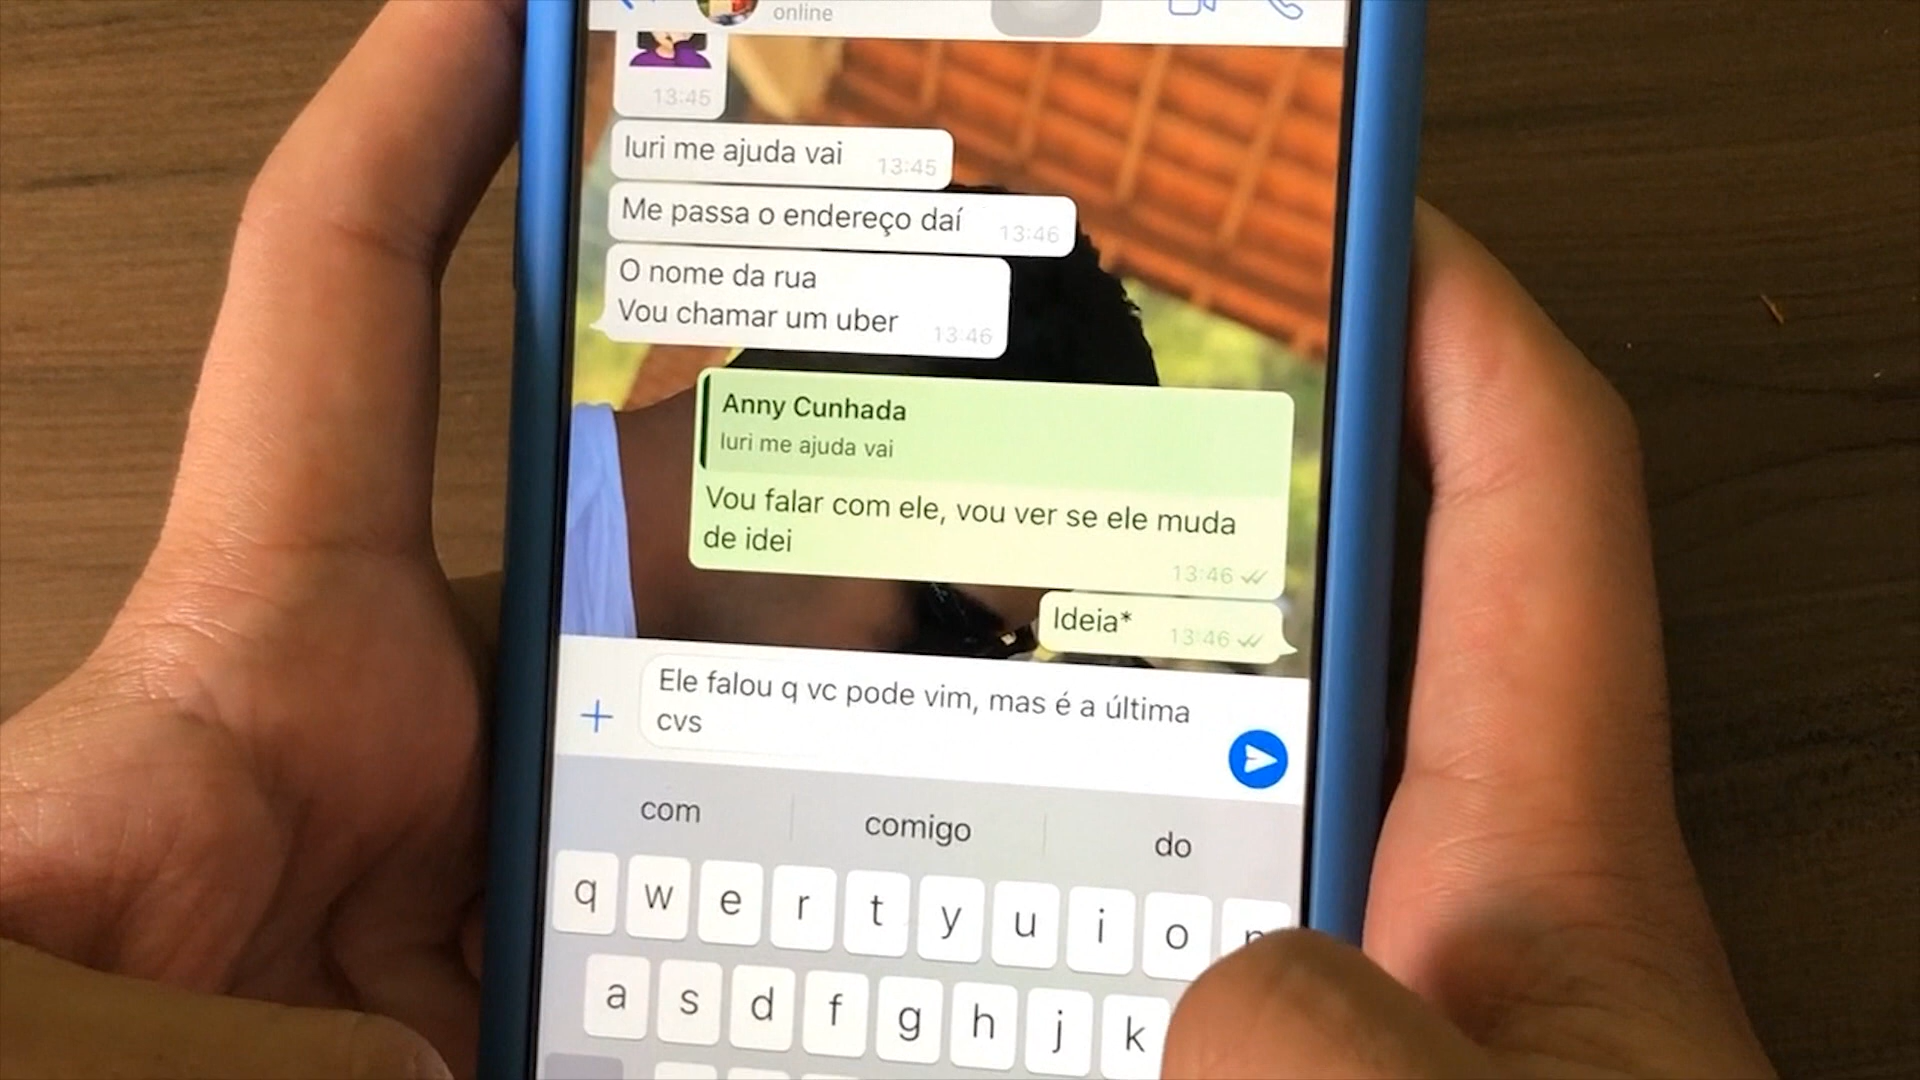 online
13:45
Iuri me ajuda vai 13:45
Me passa o endereço daí 13:46
O nome da rua
Vou chamar um uber 13:46
Anny Cunhada
Iuri me ajuda vai
Vou falar com ele, vou ver se ele muda
de idei
13:46
Ideia* 13:46
Ele falou q vc pode vim, mas é a última
cvs
com comigo do
q w e r t y u i o p
a s d f g h j k